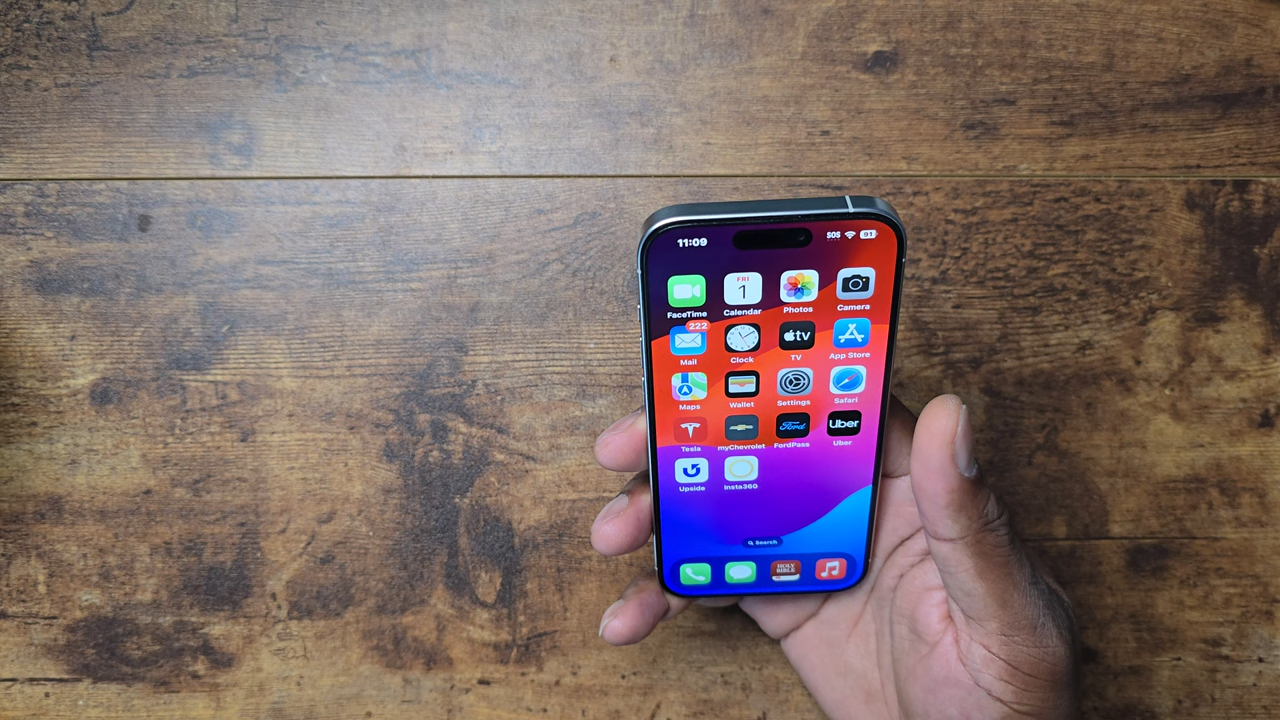 11:09 SOS 91
FRI
1
FaceTime Calendar Photos Camera
222
tv
Mail Clock TV App Store
Maps Wallet Settings Safari
Ford Uber
Tesla myChevrolet FordPass Uber
Upside Insta360
Search
HOLY
BIBLE